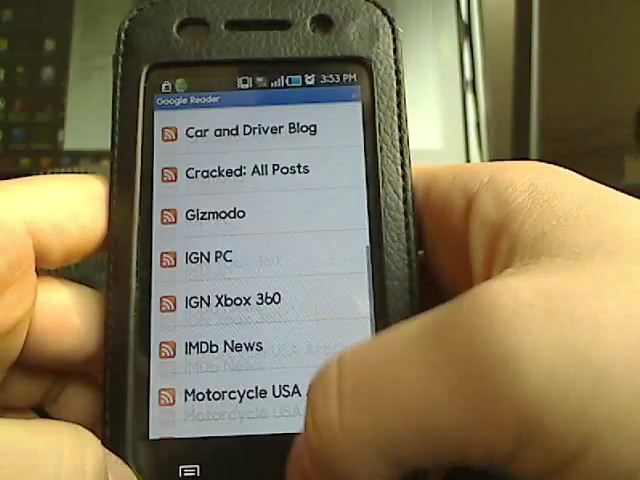 3:53 PM
Google Reader
Car and Driver Blog
Cracked: All Posts
Gizmodo
IGN PC
IGN Xbox 360
IMDb News
Motorcycle USA